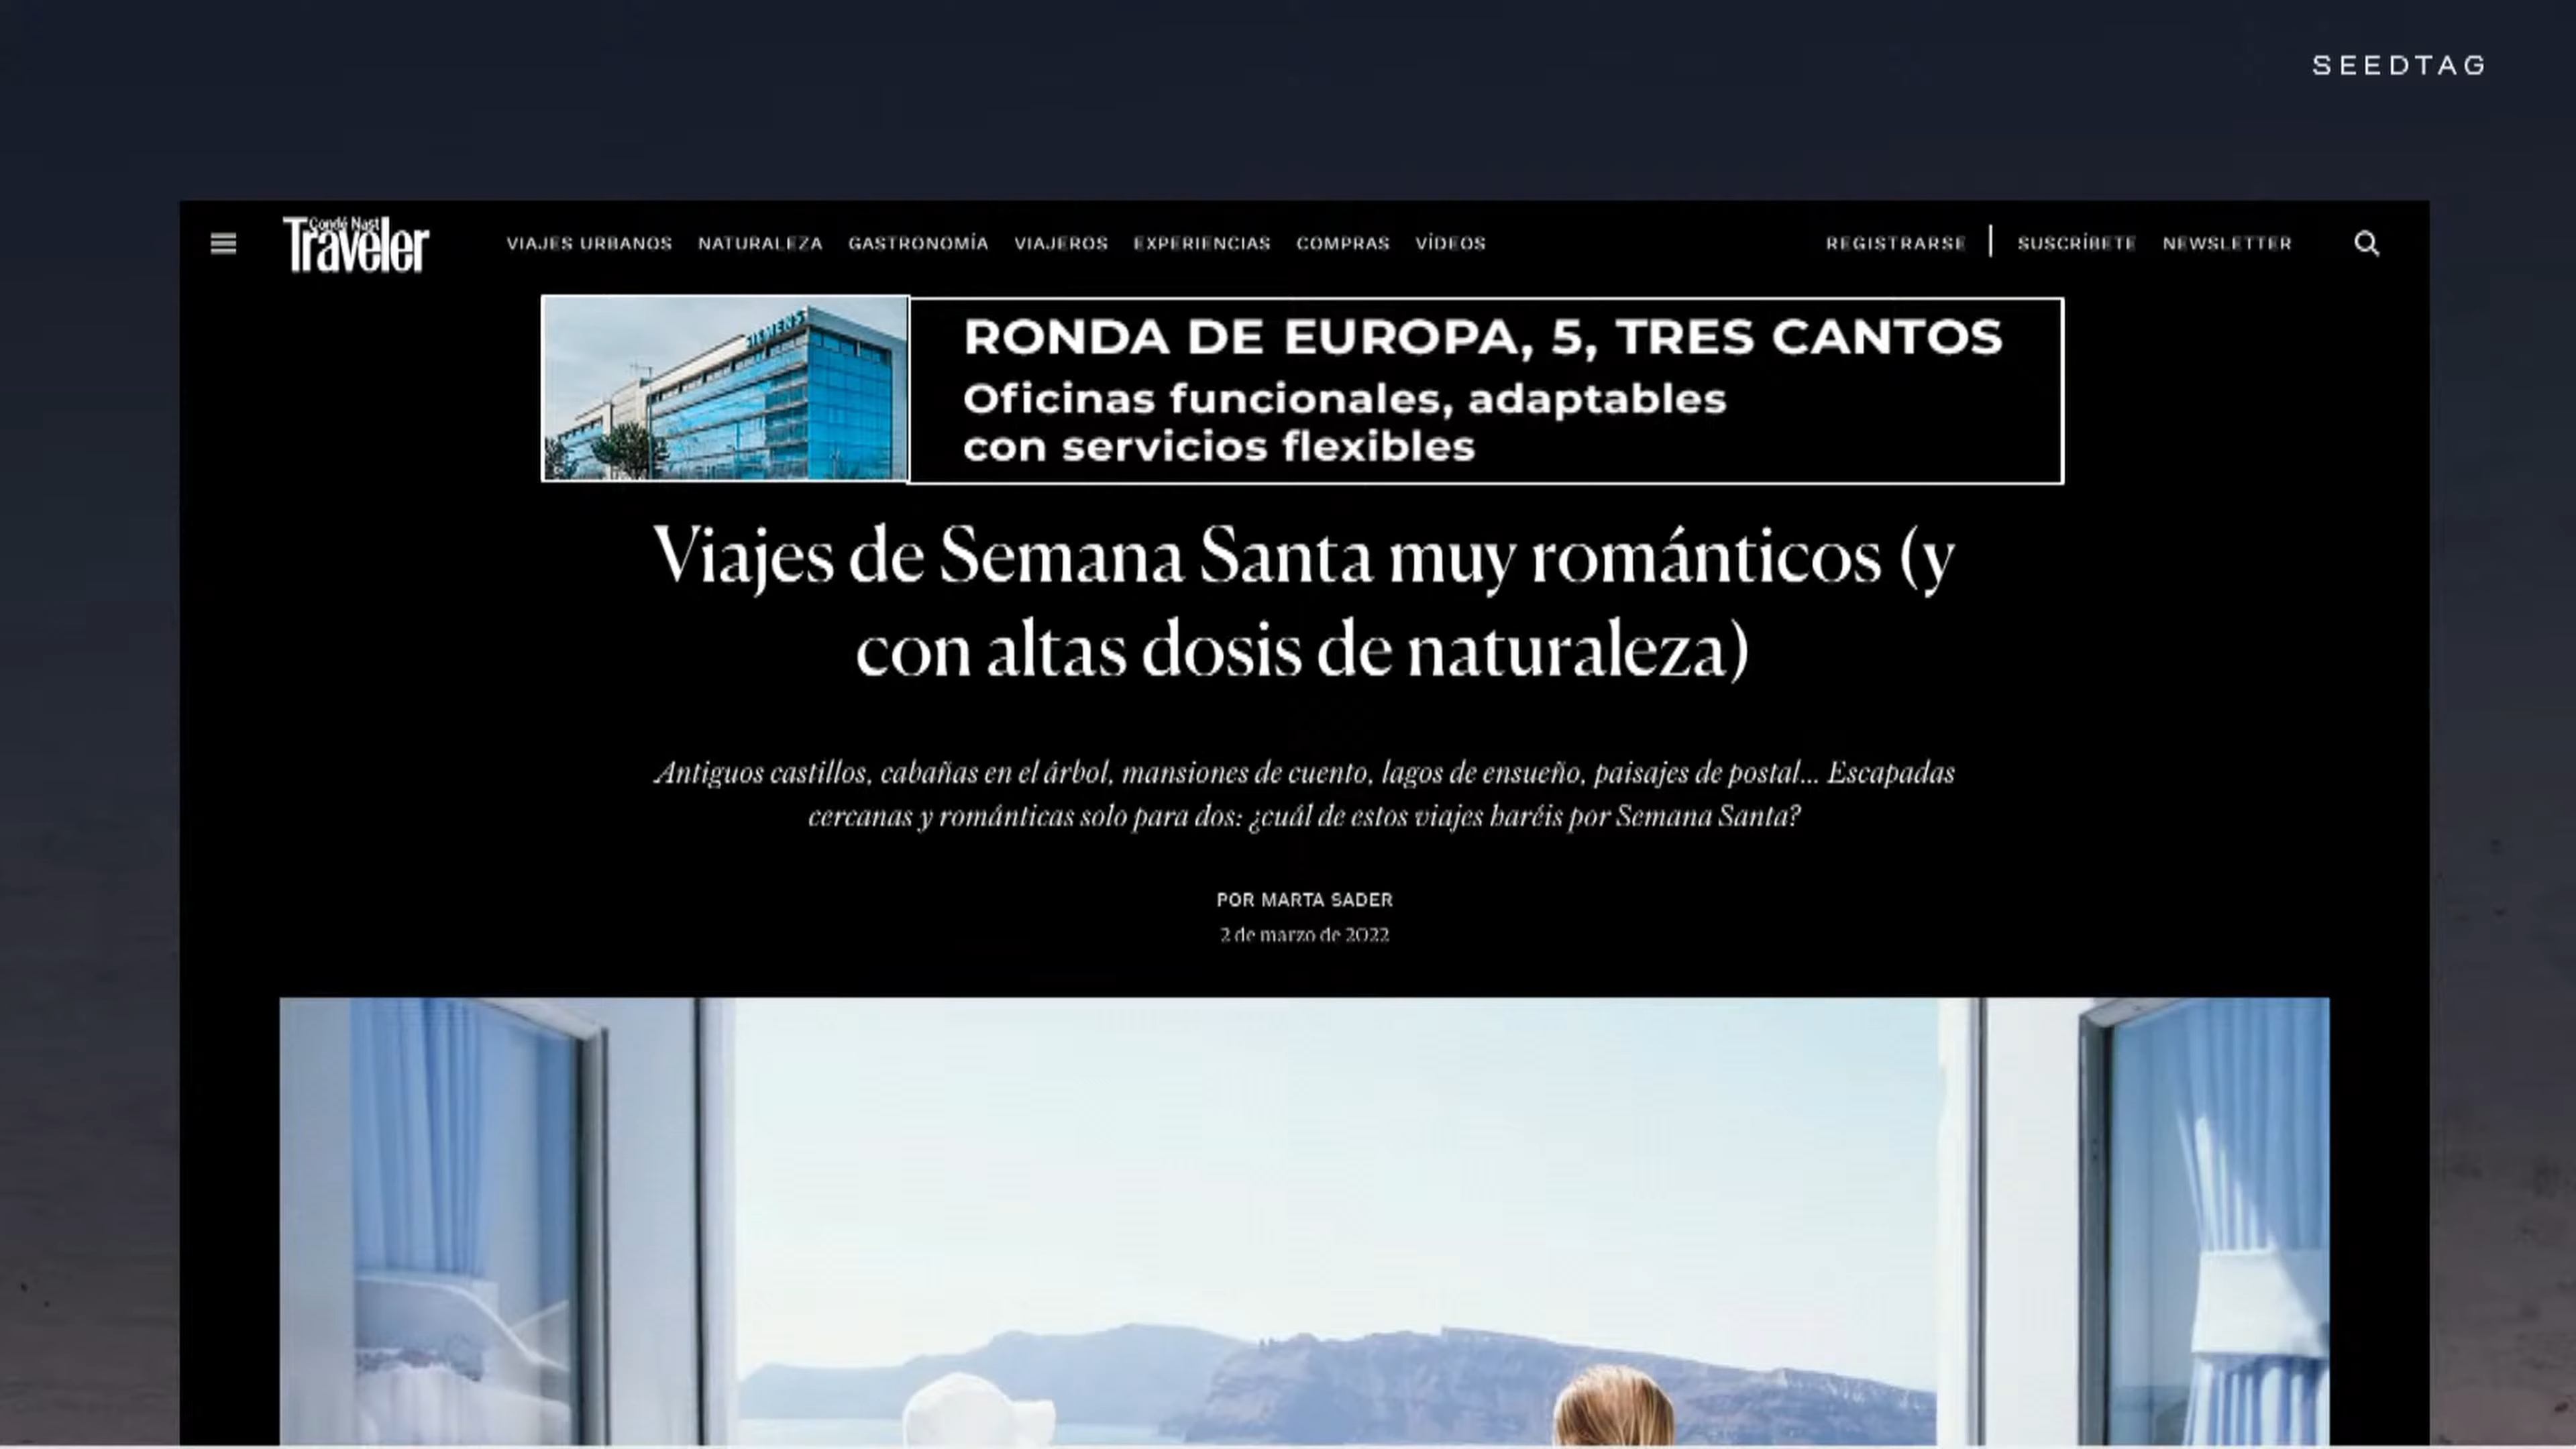 SEEDTAG
Condé Nast
Traveler
VIAJES URBANOS NATURALEZA GASTRONOMÍA VIAJEROS EXPERIENCIAS COMPRAS VÍDEOS
REGISTRARSE SUSCRÍBETE NEWSLETTER
SIEMENS
RONDA DE EUROPA, 5, TRES CANTOS
Oficinas funcionales, adaptables
con servicios flexibles
Viajes de Semana Santa muy románticos (y
con altas dosis de naturaleza)
Antiguos castillos, cabañas en el árbol, mansiones de cuento, lagos de ensueño, paisajes de postal... Escapadas
cercanas y románticas solo para dos: ¿cuál de estos viajes haréis por Semana Santa?
POR MARTA SADER
2 de marzo de 2022